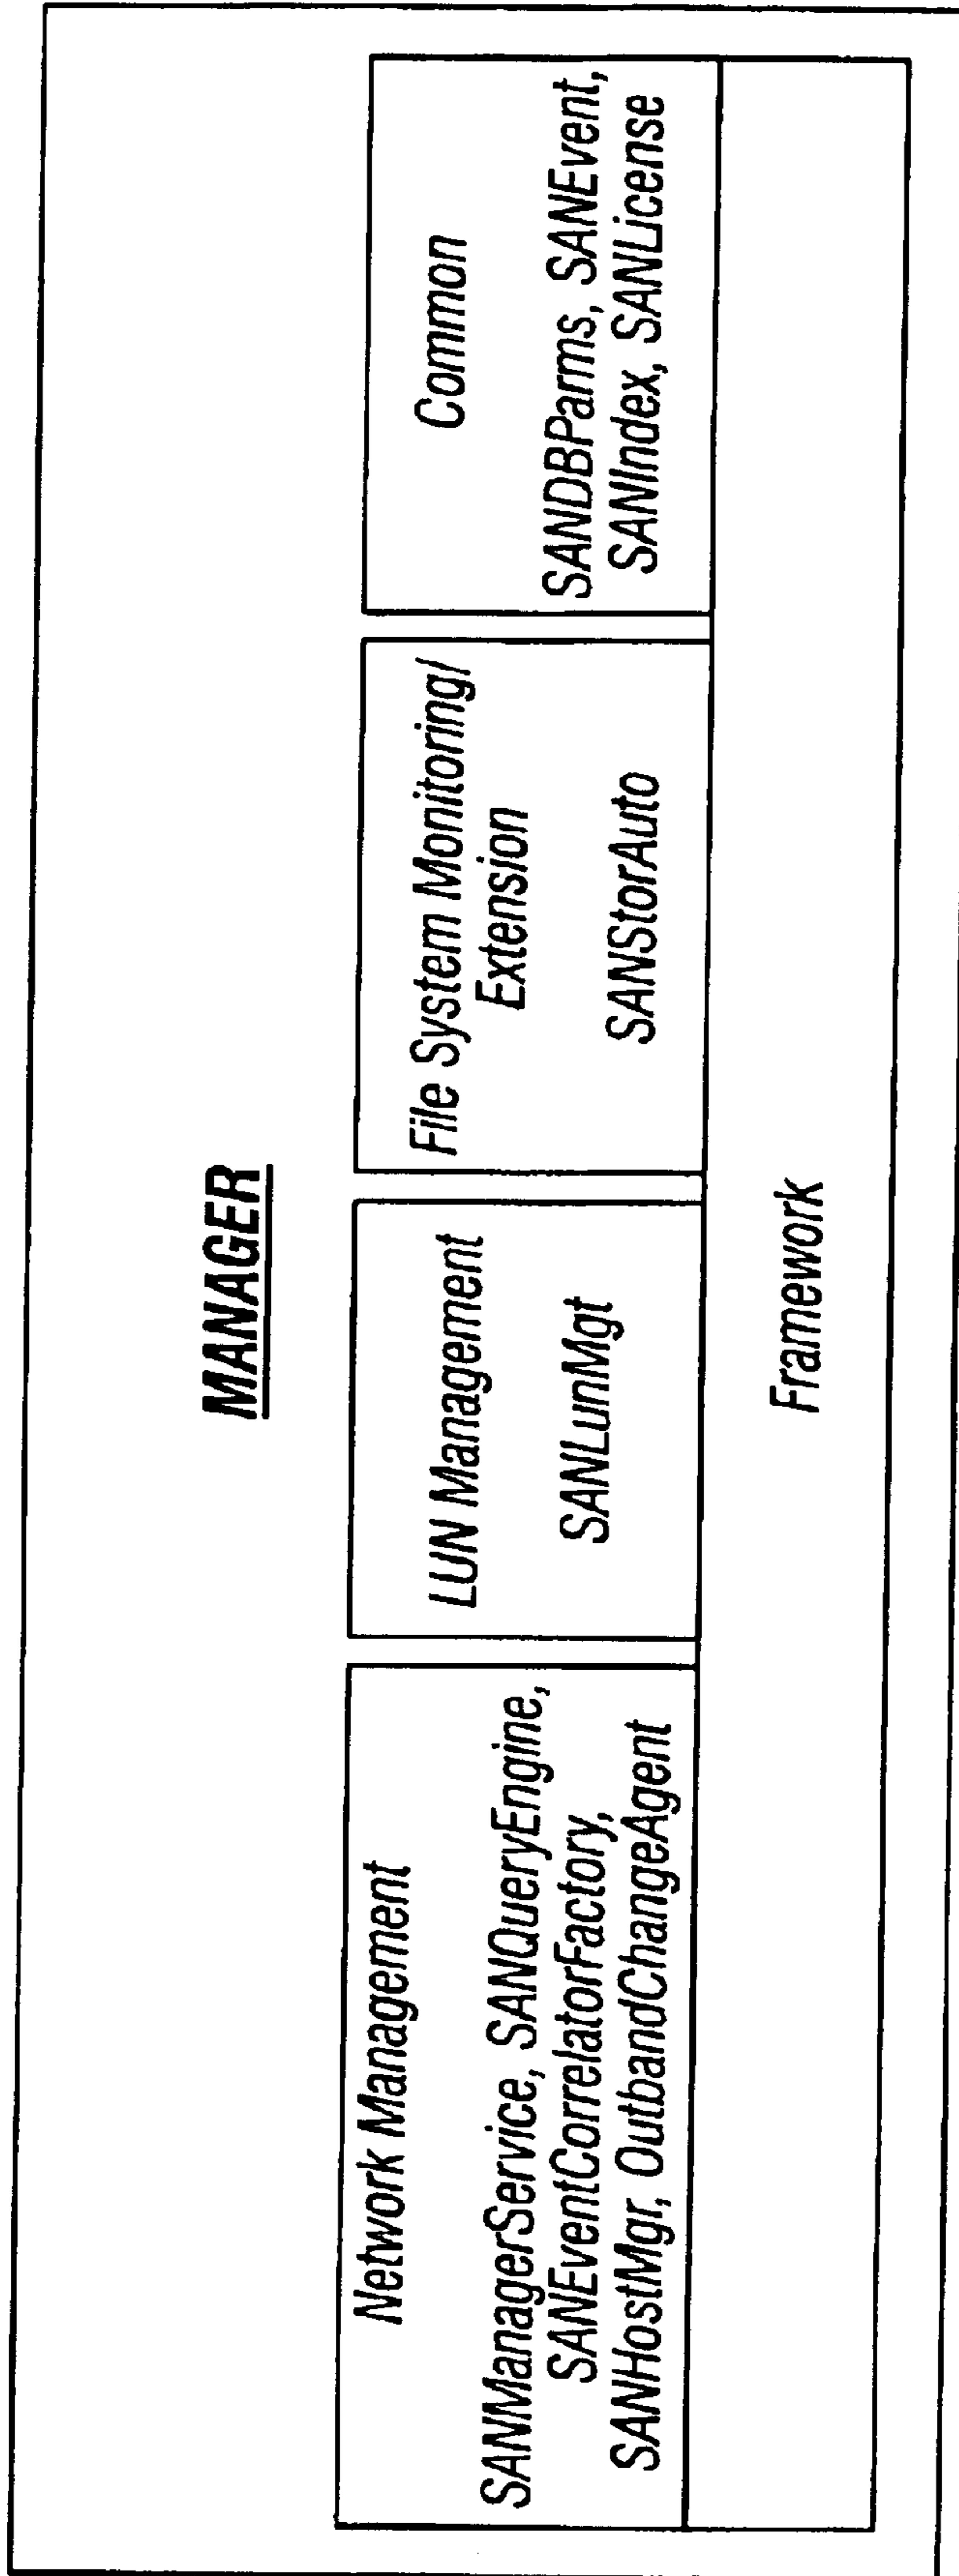 MANAGER
Network Management
SANManagerService, SANQueryEngine,
SANEventCorrelatorFactory,
SANHostMgr, OutbandChangeAgent
LUN Management
SANLunMgt
File System Monitoring/
Extension
SANStorAuto
Common
SANDBParms, SANEvent,
SANIndex, SANLicense
Framework